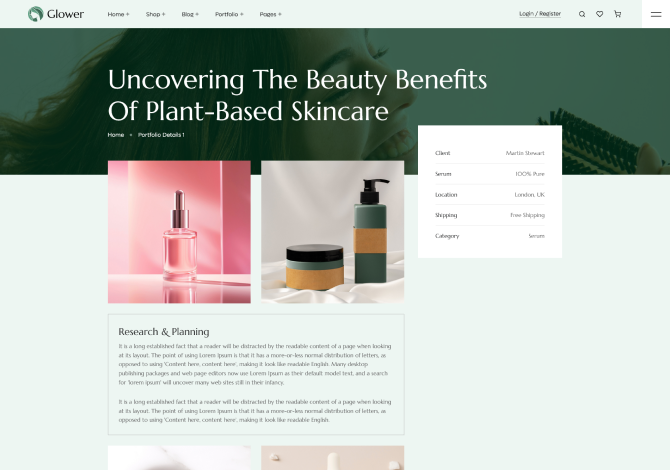 Glower
Home + Shop + Blog + Portfolio + Pages +
Login / Register
Uncovering The Beauty Benefits
Of Plant-Based Skincare
Home • Portfolio Details 1
Client Martin Stewart
Serum 100% Pure
Location London, UK
Shipping Free Shipping
Category Serum
Research & Planning
It is a long established fact that a reader will be distracted by the readable content of a page when looking
at its layout. The point of using Lorem Ipsum is that it has a more-or-less normal distribution of letters, as
opposed to using 'Content here, content here', making it look like readable English. Many desktop
publishing packages and web page editors now use Lorem Ipsum as their default model text, and a search
for 'lorem ipsum' will uncover many web sites still in their infancy.
It is a long established fact that a reader will be distracted by the readable content of a page when looking
at its layout. The point of using Lorem Ipsum is that it has a more-or-less normal distribution of letters, as
opposed to using 'Content here, content here', making it look like readable English.